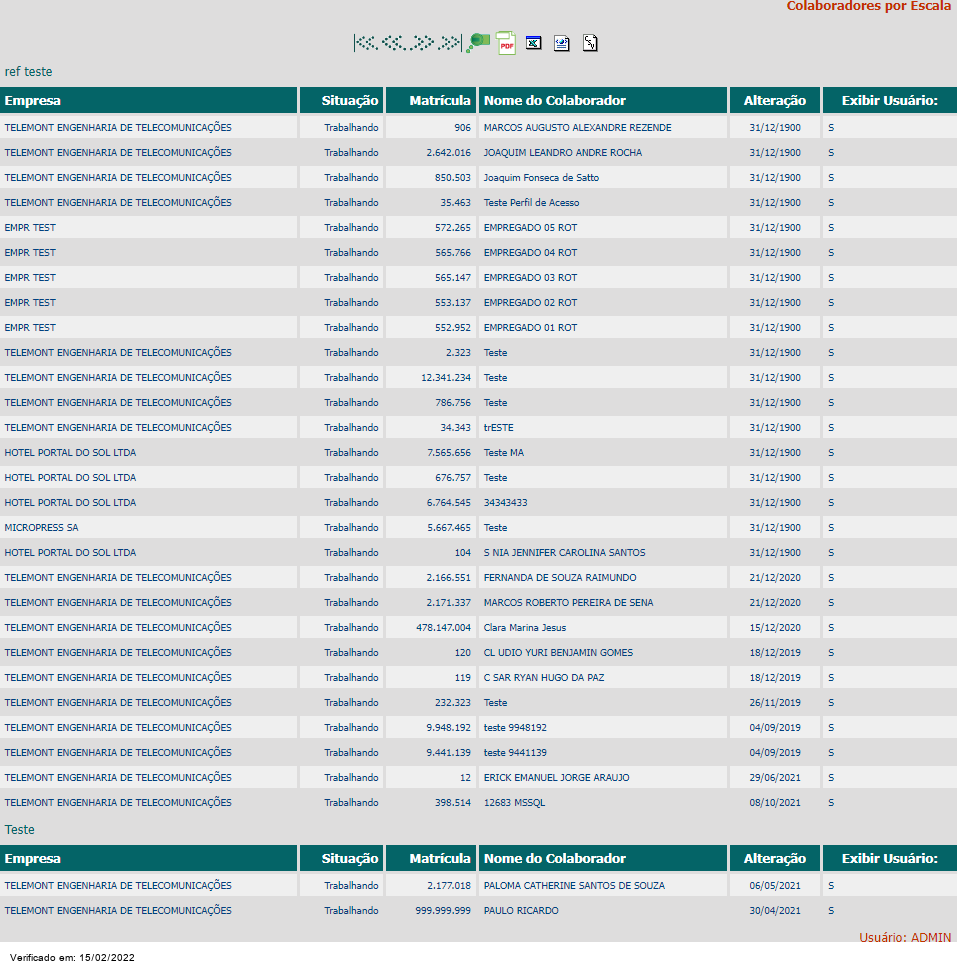 Colaboradores por Escala
PDF
ref teste
Empresa Situação Matrícula Nome do Colaborador Alteração Exibir Usuário:
TELEMONT ENGENHARIA DE TELECOMUNICAÇÕES Trabalhando 906 MARCOS AUGUSTO ALEXANDRE REZENDE 31/12/1900 S
TELEMONT ENGENHARIA DE TELECOMUNICAÇÕES Trabalhando 2.642.016 JOAQUIM LEANDRO ANDRE ROCHA 31/12/1900 S
TELEMONT ENGENHARIA DE TELECOMUNICAÇÕES Trabalhando 850.503 Joaquim Fonseca de Satto 31/12/1900 S
TELEMONT ENGENHARIA DE TELECOMUNICAÇÕES Trabalhando 35.463 Teste Perfil de Acesso 31/12/1900 S
EMPR TEST Trabalhando 572.265 EMPREGADO 05 ROT 31/12/1900 S
EMPR TEST Trabalhando 565.766 EMPREGADO 04 ROT 31/12/1900 S
EMPR TEST Trabalhando 565.147 EMPREGADO 03 ROT 31/12/1900 S
EMPR TEST Trabalhando 553.137 EMPREGADO 02 ROT 31/12/1900 S
EMPR TEST Trabalhando 552.952 EMPREGADO 01 ROT 31/12/1900 S
TELEMONT ENGENHARIA DE TELECOMUNICAÇÕES Trabalhando 2.323 Teste 31/12/1900 S
TELEMONT ENGENHARIA DE TELECOMUNICAÇÕES Trabalhando 12.341.234 Teste 31/12/1900 S
TELEMONT ENGENHARIA DE TELECOMUNICAÇÕES Trabalhando 786.756 Teste 31/12/1900 S
TELEMONT ENGENHARIA DE TELECOMUNICAÇÕES Trabalhando 34.343 trESTE 31/12/1900 S
HOTEL PORTAL DO SOL LTDA Trabalhando 7.565.656 Teste MA 31/12/1900 S
HOTEL PORTAL DO SOL LTDA Trabalhando 676.757 Teste 31/12/1900 S
HOTEL PORTAL DO SOL LTDA Trabalhando 6.764.545 34343433 31/12/1900 S
MICROPRESS SA Trabalhando 5.667.465 Teste 31/12/1900 S
HOTEL PORTAL DO SOL LTDA Trabalhando 104 S NIA JENNIFER CAROLINA SANTOS 31/12/1900 S
TELEMONT ENGENHARIA DE TELECOMUNICAÇÕES Trabalhando 2.166.551 FERNANDA DE SOUZA RAIMUNDO 21/12/2020 S
TELEMONT ENGENHARIA DE TELECOMUNICAÇÕES Trabalhando 2.171.337 MARCOS ROBERTO PEREIRA DE SENA 21/12/2020 S
TELEMONT ENGENHARIA DE TELECOMUNICAÇÕES Trabalhando 478.147.004 Clara Marina Jesus 15/12/2020 S
TELEMONT ENGENHARIA DE TELECOMUNICAÇÕES Trabalhando 120 CL UDIO YURI BENJAMIN GOMES 18/12/2019 S
TELEMONT ENGENHARIA DE TELECOMUNICAÇÕES Trabalhando 119 C SAR RYAN HUGO DA PAZ 18/12/2019 S
TELEMONT ENGENHARIA DE TELECOMUNICAÇÕES Trabalhando 232.323 Teste 26/11/2019 S
TELEMONT ENGENHARIA DE TELECOMUNICAÇÕES Trabalhando 9.948.192 teste 9948192 04/09/2019 S
TELEMONT ENGENHARIA DE TELECOMUNICAÇÕES Trabalhando 9.441.139 teste 9441139 04/09/2019 S
TELEMONT ENGENHARIA DE TELECOMUNICAÇÕES Trabalhando 12 ERICK EMANUEL JORGE ARAUJO 29/06/2021 S
TELEMONT ENGENHARIA DE TELECOMUNICAÇÕES Trabalhando 398.514 12683 MSSQL 08/10/2021 S
Teste
Empresa Situação Matrícula Nome do Colaborador Alteração Exibir Usuário:
TELEMONT ENGENHARIA DE TELECOMUNICAÇÕES Trabalhando 2.177.018 PALOMA CATHERINE SANTOS DE SOUZA 06/05/2021 S
TELEMONT ENGENHARIA DE TELECOMUNICAÇÕES Trabalhando 999.999.999 PAULO RICARDO 30/04/2021 S
Usuário: ADMIN
Verificado em: 15/02/2022